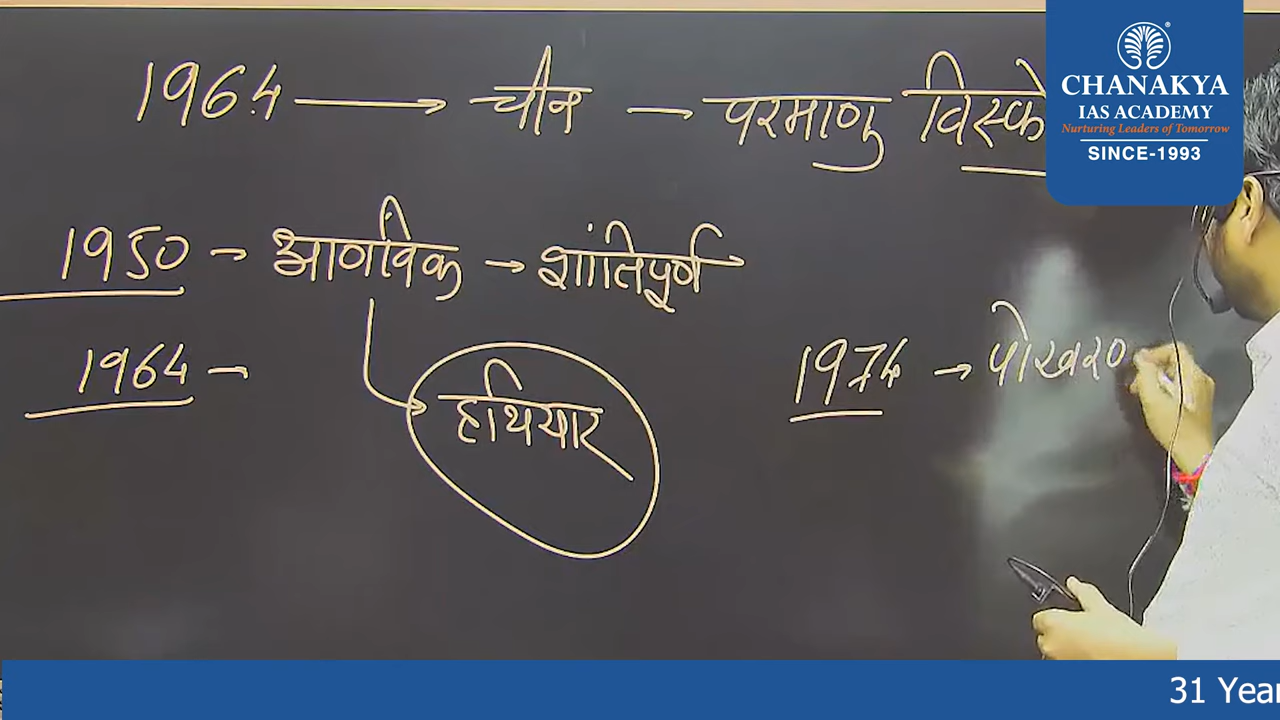 1964 → चीन → परमाणु विस्फो
1950 → आणविक → शांतिपूर्ण
1964 →
हथियार
1974 → पोखरण
CHANAKYA
IAS ACADEMY
Nurturing Leaders of Tomorrow
SINCE-1993
31 Year